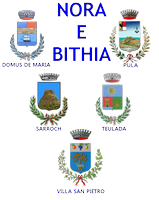 NORA
E
BITHIA
DOMUS DE MARIA
PULA
SARROCH
TEULADA
VILLA SAN PIETRO